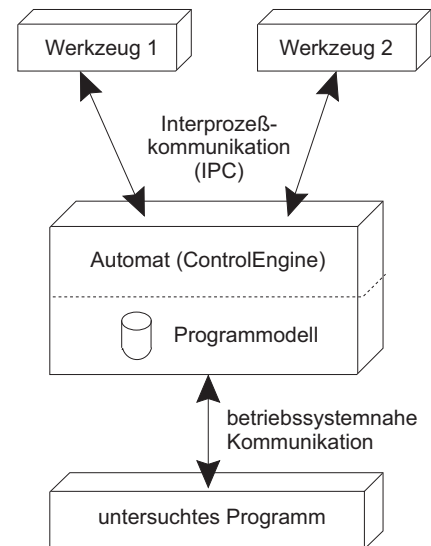 Werkzeug 1
Werkzeug 2
Interprozeß-
kommunikation
(IPC)
Automat (ControlEngine)
Programmodell
betriebssystemnahe
Kommunikation
untersuchtes Programm